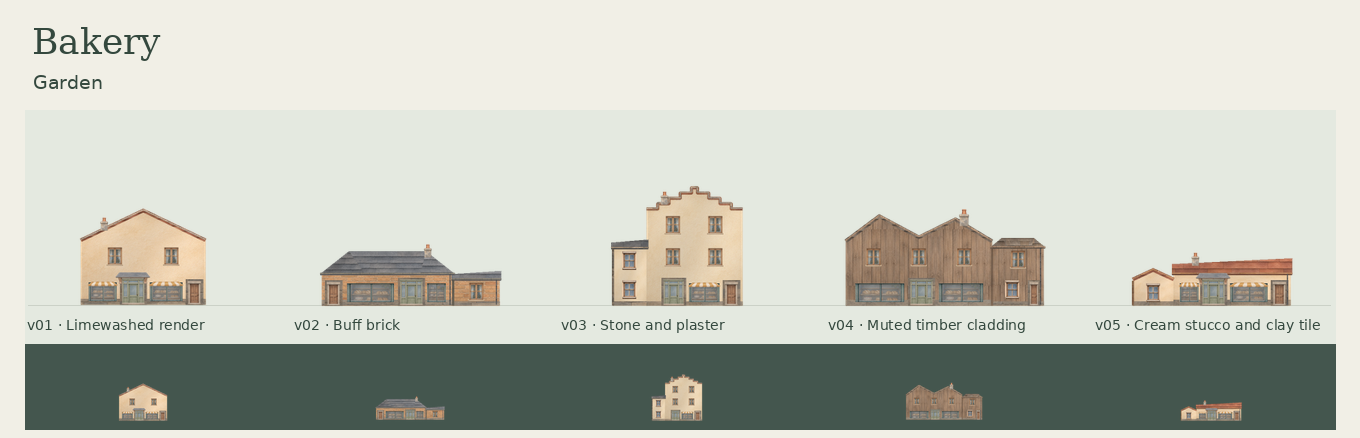 Bakery
Garden
v01 · Limewashed render
v02 · Buff brick
v03 · Stone and plaster
v04 · Muted timber cladding
v05 · Cream stucco and clay tile